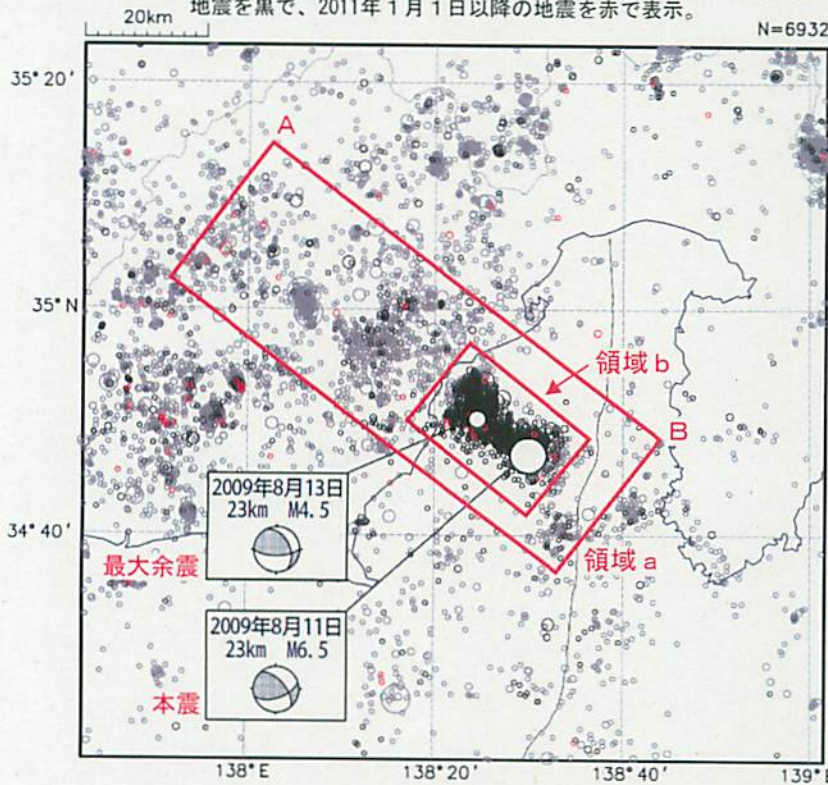 地震を黒で、2011年1月1日以降の地震を赤で表示。
20km
N=6932
35°20′
A
35°N
領域b
B
2009年8月13日
23km M4.5
34°40′
最大余震
領域a
2009年8月11日
23km M6.5
本震
138°E
138°20′
138°40′
139°E